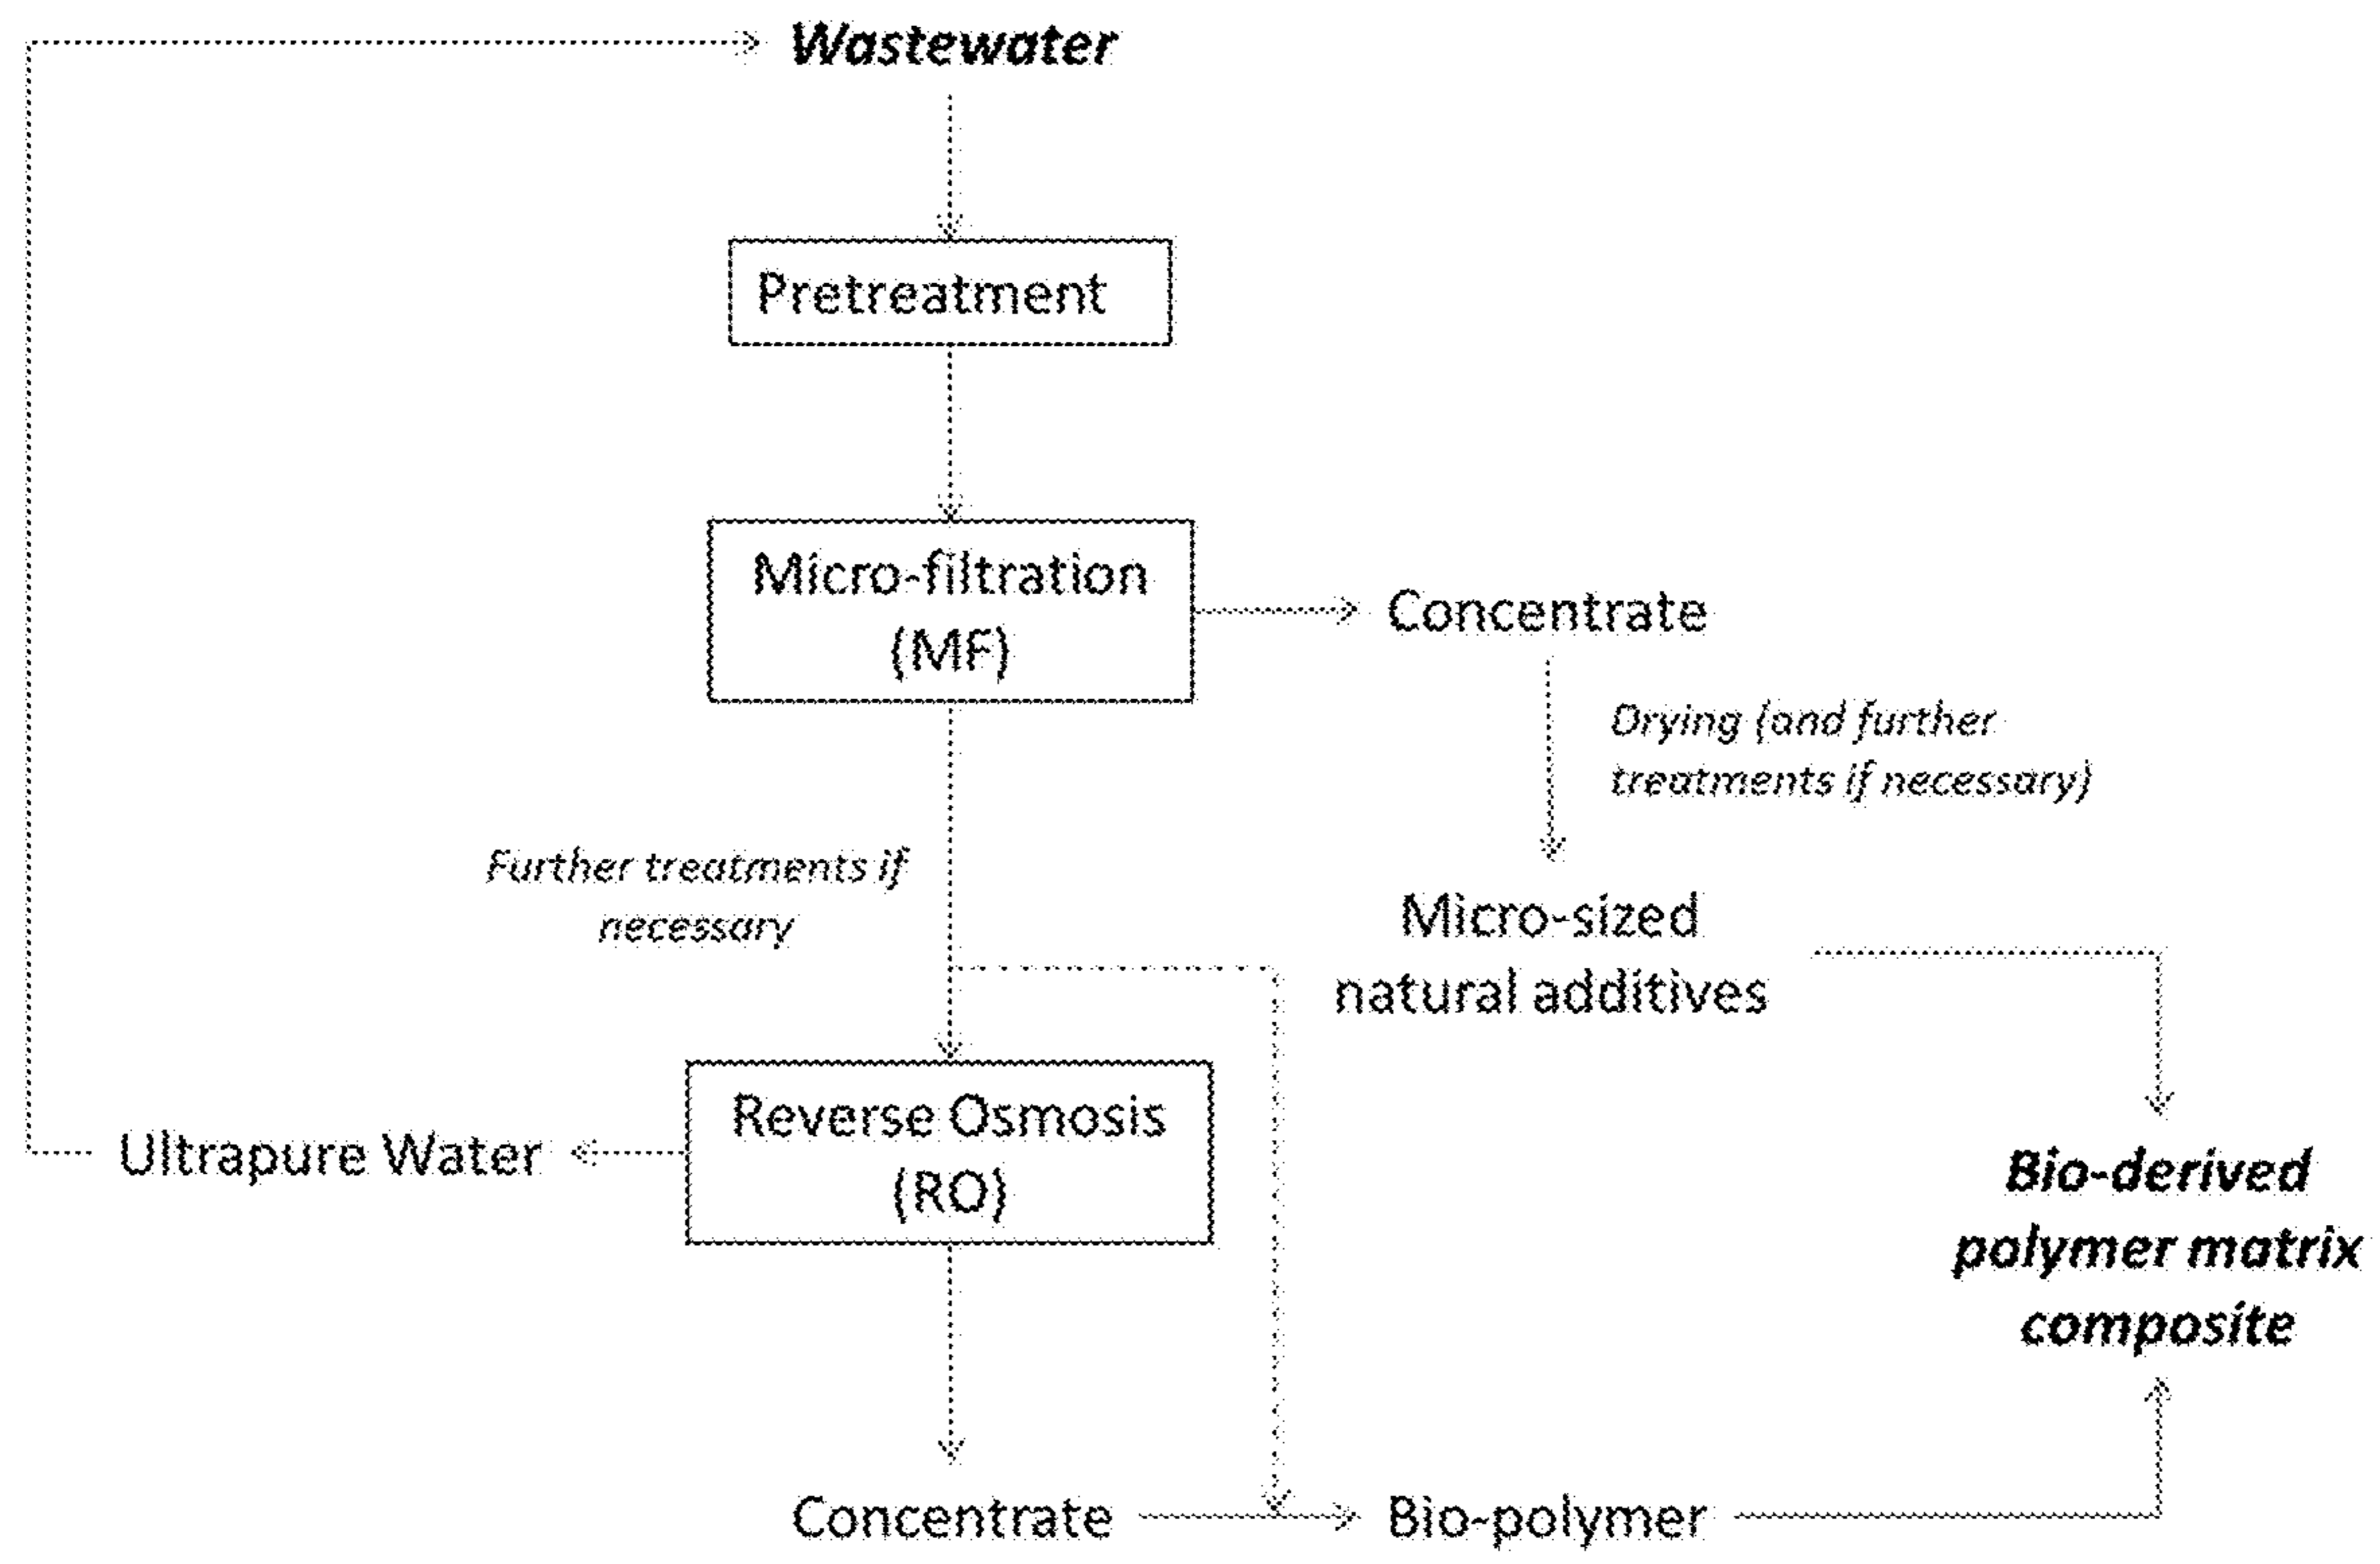 Wastewater
Pretreatment
Micro-filtration
(MF)
Concentrate
Drying (and further
treatments if necessary)
Further treatments if
necessary
Micro-sized
natural additives
Reverse Osmosis
(RO)
Ultrapure Water
Bio-derived
polymer matrix
composite
Concentrate
Bio-polymer